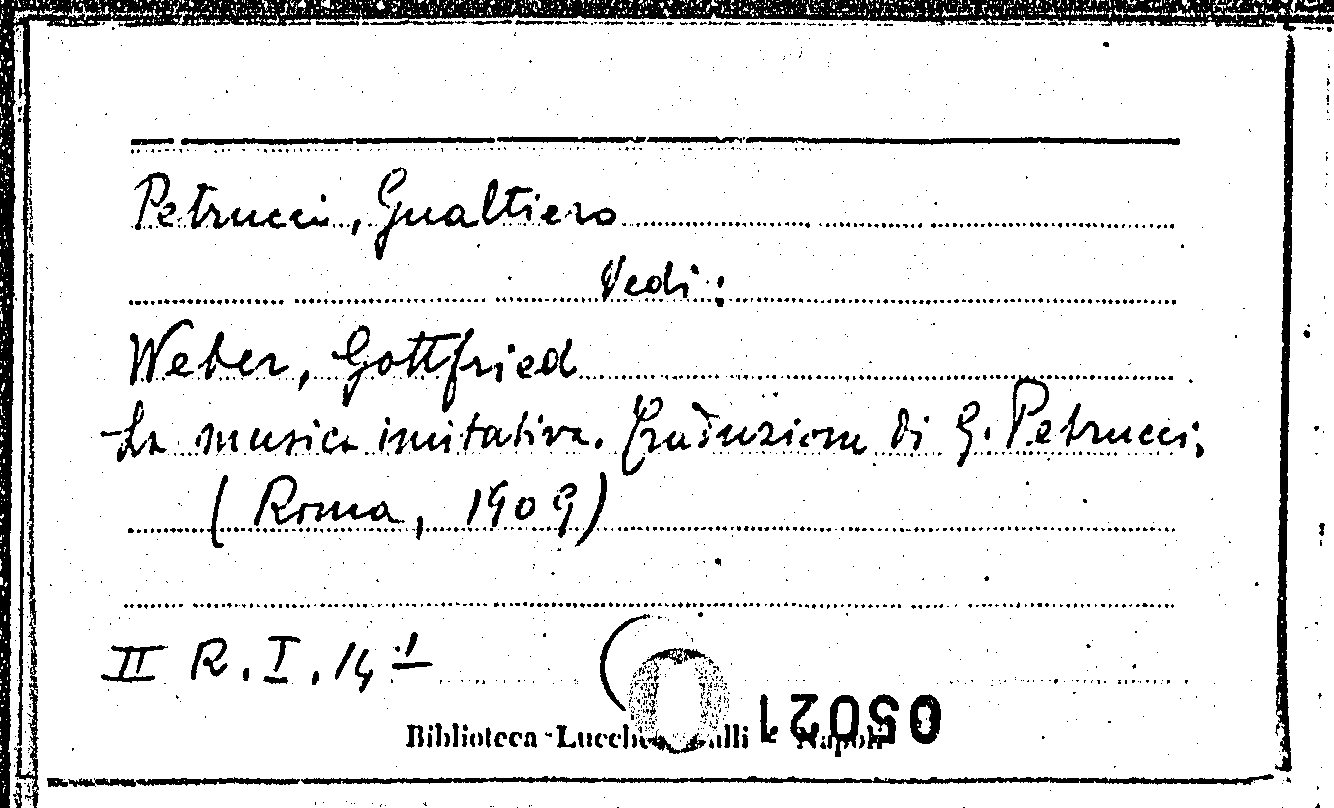 Petrucci, Gualtiero
Vedi:
Weber, Gottfried
La musica imitativa. Traduzione di G. Petrucci,
(Roma, 1909)
II R. I. 14 1
Biblioteca - Lucchesi Palli - Napoli
05021